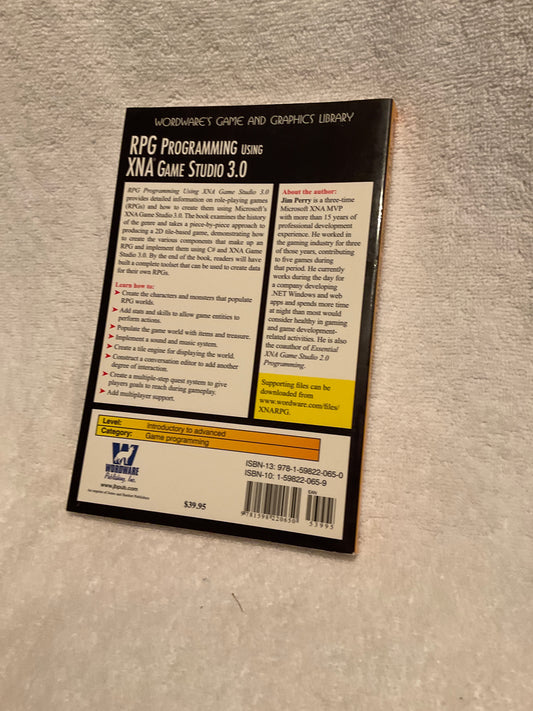 WORDWARE'S GAME AND GRAPHICS LIBRARY
RPG PROGRAMMING USING
XNA® GAME STUDIO 3.0
RPG Programming Using XNA Game Studio 3.0
provides detailed information on role-playing games
(RPGs) and how to create them using Microsoft's
XNA Game Studio 3.0. The book examines the history
of the genre and takes a piece-by-piece approach to
producing a 2D tile-based game, demonstrating how
to create the various components that make up an
RPG and implement them using C# and XNA Game
Studio 3.0. By the end of the book, readers will have
built a complete toolset that can be used to create data
for their own RPGs.
Learn how to:
➤ Create the characters and monsters that populate
RPG worlds.
➤ Add stats and skills to allow game entities to
perform actions.
➤ Populate the game world with items and treasure.
➤ Implement a sound and music system.
➤ Create a tile engine for displaying the world.
➤ Construct a conversation editor to add another
degree of interaction.
➤ Create a multiple-step quest system to give
players goals to reach during gameplay.
➤ Add multiplayer support.
About the author:
Jim Perry is a three-time
Microsoft XNA MVP
with more than 15 years of
professional development
experience. He worked in
the gaming industry for three
of those years, contributing
to five games during
that period. He currently
works during the day for
a company developing
.NET Windows and web
apps and spends more time
at night than most would
consider healthy in gaming
and game development-
related activities. He is also
the coauthor of Essential
XNA Game Studio 2.0
Programming.
Supporting files can be
downloaded from
www.wordware.com/files/
XNARPG.
Level: Introductory to advanced
Category: Game programming
W
WORDWARE
Publishing, Inc.
www.jbpub.com
An imprint of Jones and Bartlett Publishers
$39.95
ISBN-13: 978-1-59822-065-0
ISBN-10: 1-59822-065-9
EAN
9 781598 220650
53995